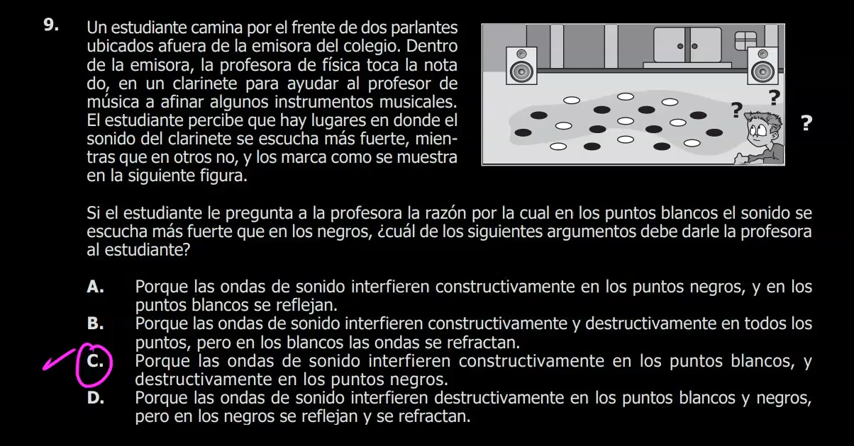 9. Un estudiante camina por el frente de dos parlantes
ubicados afuera de la emisora del colegio. Dentro
de la emisora, la profesora de física toca la nota
do, en un clarinete para ayudar al profesor de
música a afinar algunos instrumentos musicales.
El estudiante percibe que hay lugares en donde el
sonido del clarinete se escucha más fuerte, mien-
tras que en otros no, y los marca como se muestra
en la siguiente figura.
? ? ?
Si el estudiante le pregunta a la profesora la razón por la cual en los puntos blancos el sonido se
escucha más fuerte que en los negros, ¿cuál de los siguientes argumentos debe darle la profesora
al estudiante?
A. Porque las ondas de sonido interfieren constructivamente en los puntos negros, y en los
puntos blancos se reflejan.
B. Porque las ondas de sonido interfieren constructivamente y destructivamente en todos los
puntos, pero en los blancos las ondas se refractan.
C. Porque las ondas de sonido interfieren constructivamente en los puntos blancos, y
destructivamente en los puntos negros.
D. Porque las ondas de sonido interfieren destructivamente en los puntos blancos y negros,
pero en los negros se reflejan y se refractan.